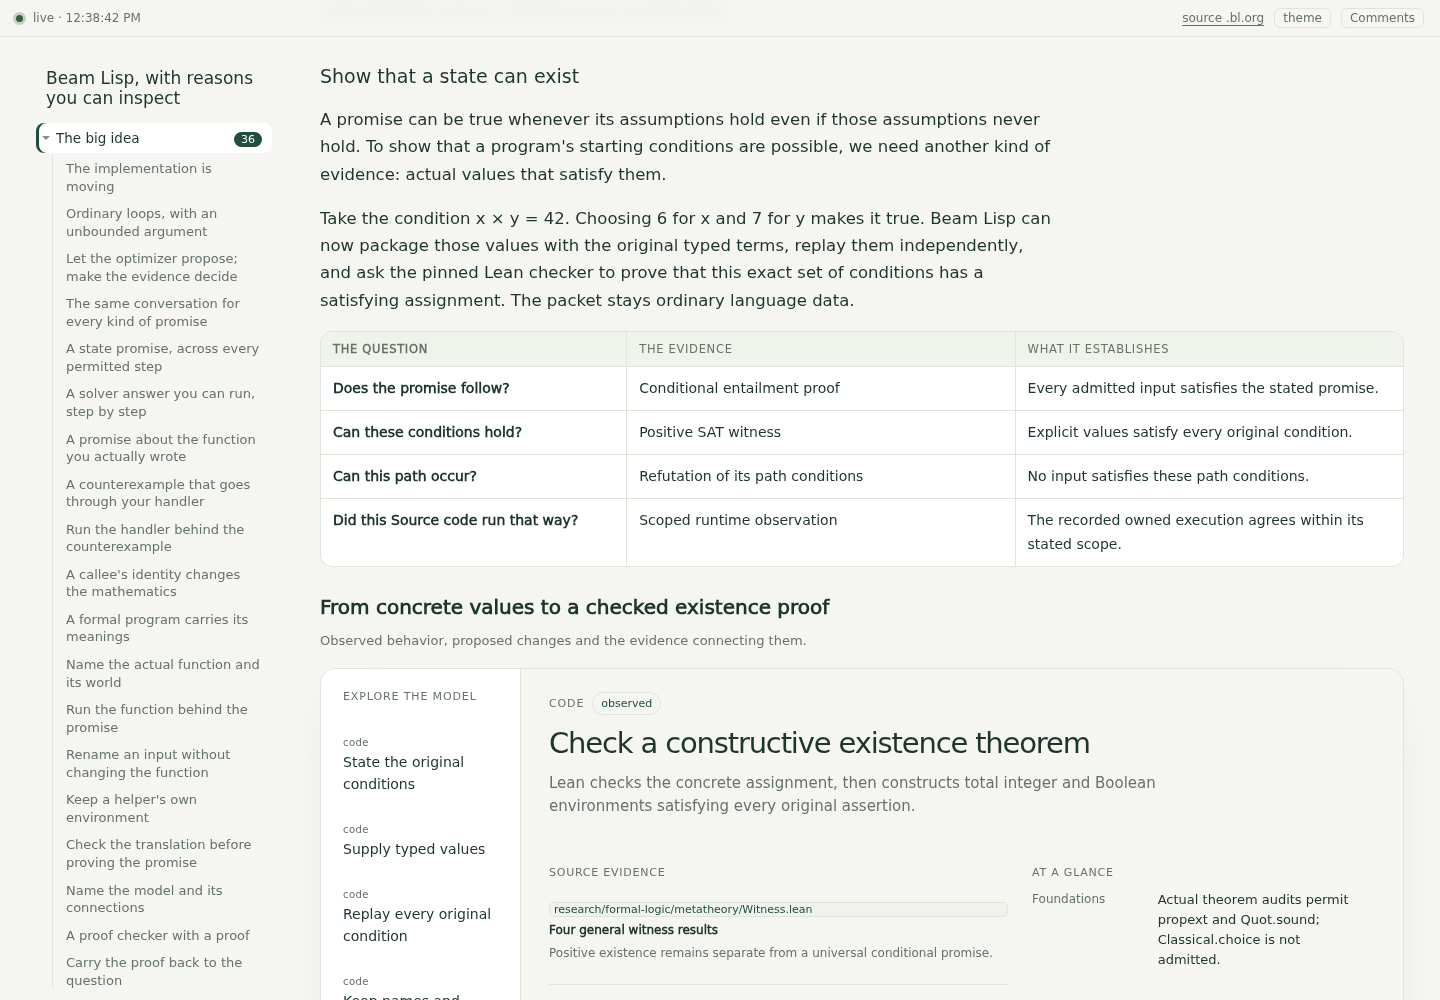 live · 12:38:42 PM
source .bl.org
theme
Comments
Beam Lisp, with reasons
you can inspect
The big idea
36
The implementation is
moving
Ordinary loops, with an
unbounded argument
Let the optimizer propose;
make the evidence decide
The same conversation for
every kind of promise
A state promise, across every
permitted step
A solver answer you can run,
step by step
A promise about the function
you actually wrote
A counterexample that goes
through your handler
Run the handler behind the
counterexample
A callee's identity changes
the mathematics
A formal program carries its
meanings
Name the actual function and
its world
Run the function behind the
promise
Rename an input without
changing the function
Keep a helper's own
environment
Check the translation before
proving the promise
Name the model and its
connections
A proof checker with a proof
Carry the proof back to the
question
Show that a state can exist
A promise can be true whenever its assumptions hold even if those assumptions never
hold. To show that a program's starting conditions are possible, we need another kind of
evidence: actual values that satisfy them.
Take the condition x × y = 42. Choosing 6 for x and 7 for y makes it true. Beam Lisp can
now package those values with the original typed terms, replay them independently,
and ask the pinned Lean checker to prove that this exact set of conditions has a
satisfying assignment. The packet stays ordinary language data.
THE QUESTION
THE EVIDENCE
WHAT IT ESTABLISHES
Does the promise follow?
Conditional entailment proof
Every admitted input satisfies the stated promise.
Can these conditions hold?
Positive SAT witness
Explicit values satisfy every original condition.
Can this path occur?
Refutation of its path conditions
No input satisfies these path conditions.
Did this Source code run that way?
Scoped runtime observation
The recorded owned execution agrees within its
stated scope.
From concrete values to a checked existence proof
Observed behavior, proposed changes and the evidence connecting them.
EXPLORE THE MODEL
code
State the original
conditions
code
Supply typed values
code
Replay every original
condition
code
Keep names and
CODE
observed
Check a constructive existence theorem
Lean checks the concrete assignment, then constructs total integer and Boolean
environments satisfying every original assertion.
SOURCE EVIDENCE
research/formal-logic/metatheory/Witness.lean
Four general witness results
Positive existence remains separate from a universal conditional promise.
AT A GLANCE
Foundations
Actual theorem audits permit
propext and Quot.sound;
Classical.choice is not
admitted.